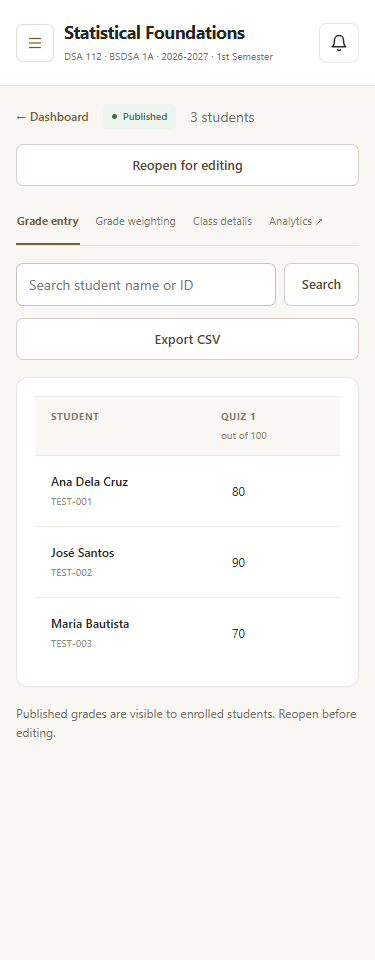 Statistical Foundations
DSA 112 · BSDSA 1A · 2026-2027 · 1st Semester
← Dashboard
Published
3 students
Reopen for editing
Grade entry
Grade weighting
Class details
Analytics ↗
Search student name or ID
Search
Export CSV
STUDENT
QUIZ 1
out of 100
Ana Dela Cruz
TEST-001
80
José Santos
TEST-002
90
Maria Bautista
TEST-003
70
Published grades are visible to enrolled students. Reopen before
editing.